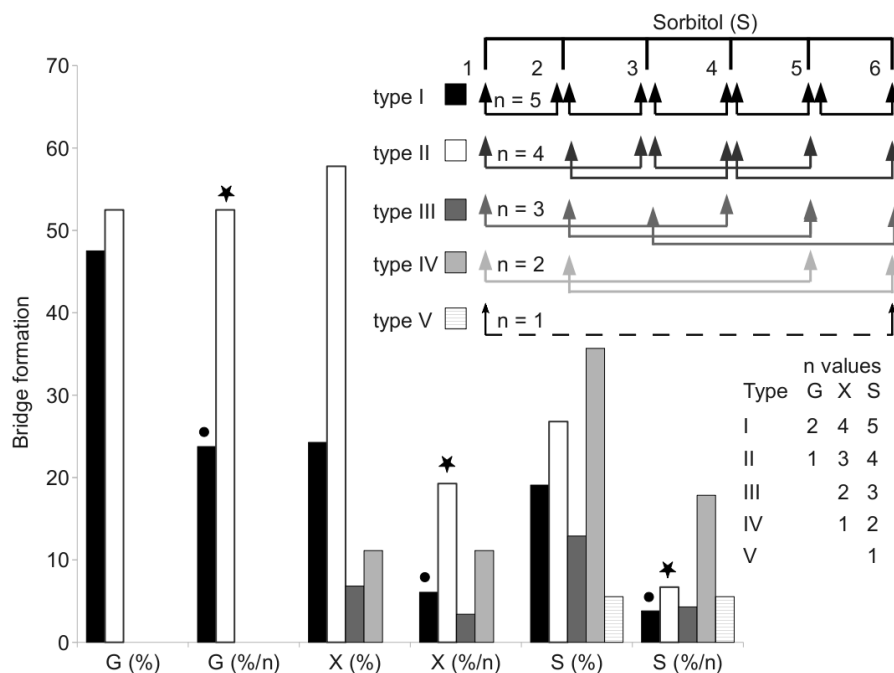 Sorbitol (S)
1 2 3 4 5 6
type I n = 5
type II n = 4
type III n = 3
type IV n = 2
type V n = 1
n values
Type G X S
I 2 4 5
II 1 3 4
III 2 3
IV 1 2
V 1
Bridge formation
70
60
50
40
30
20
10
0
G (%) G (%/n) X (%) X (%/n) S (%) S (%/n)